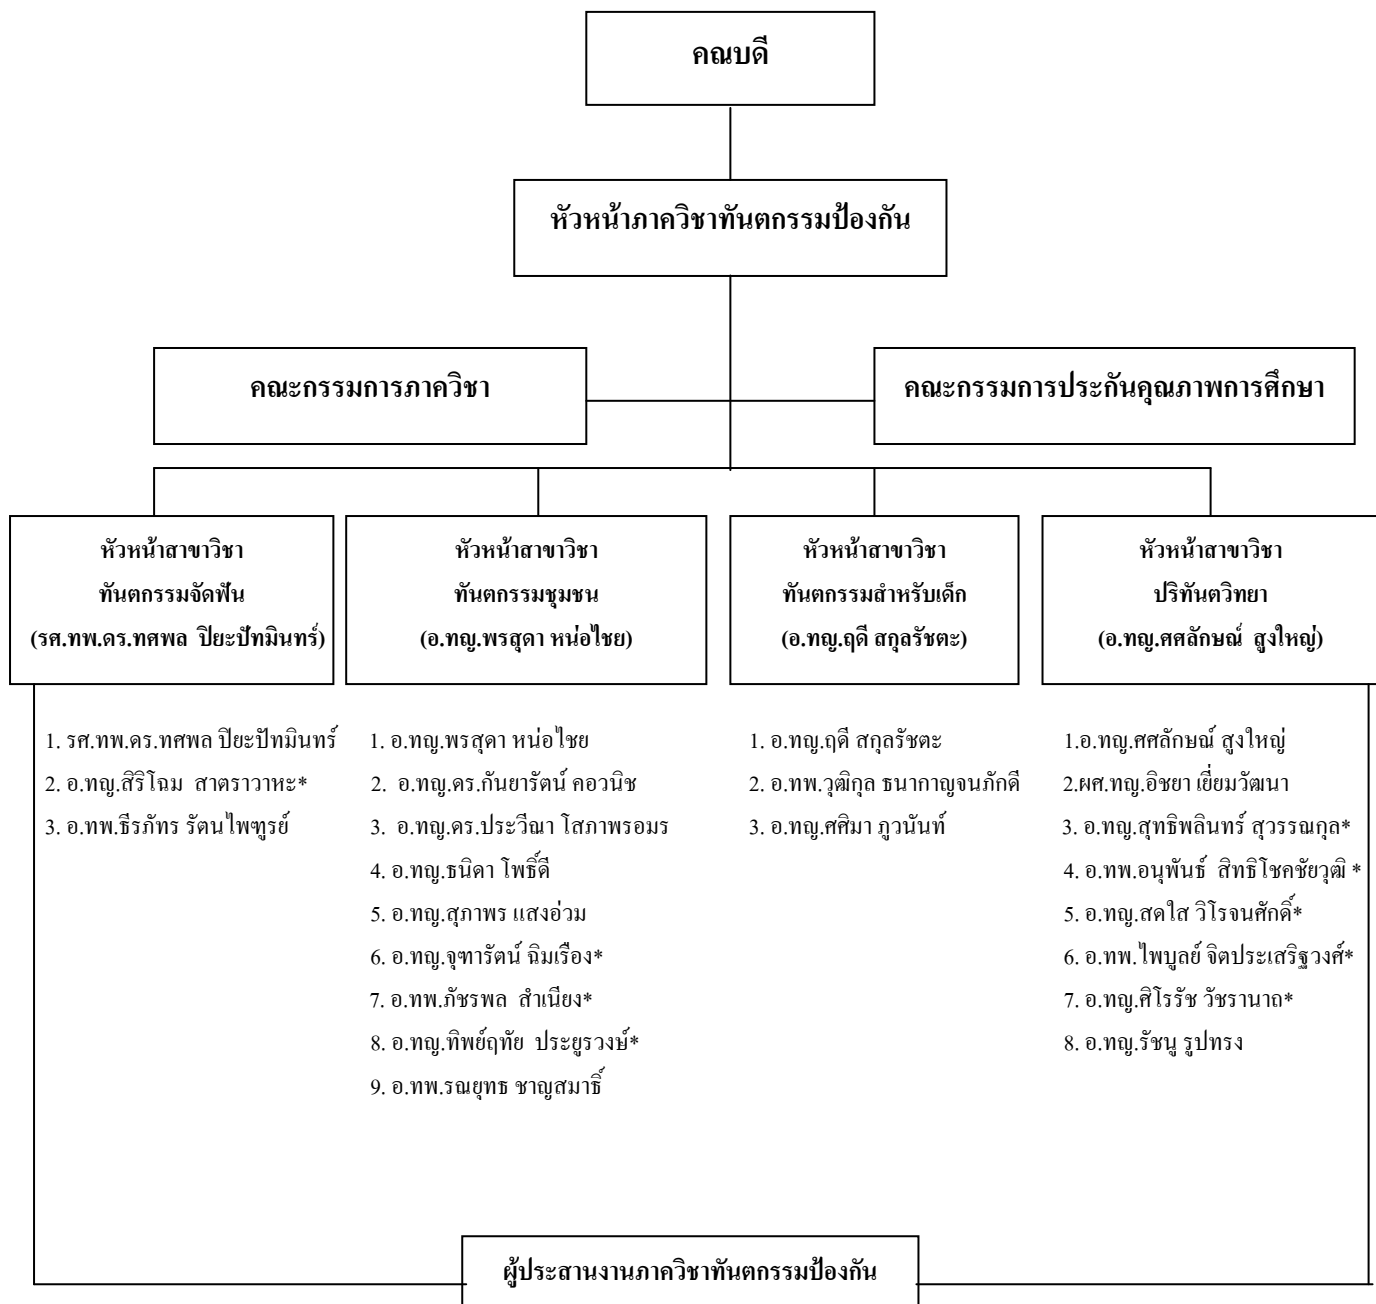 คณบดี
หัวหน้าภาควิชาทันตกรรมป้องกัน
คณะกรรมการภาควิชา
คณะกรรมการประกันคุณภาพการศึกษา
หัวหน้าสาขาวิชา
ทันตกรรมจัดฟัน
(รศ.ทพ.ดร.ทศพล  ปิยะปัทมินทร์)
หัวหน้าสาขาวิชา
ทันตกรรมชุมชน
(อ.ทญ.พรสุดา หน่อไชย)
หัวหน้าสาขาวิชา
ทันตกรรมสำหรับเด็ก
(อ.ทญ.ฤดี สกุลรัชตะ)
หัวหน้าสาขาวิชา
ปริทันตวิทยา
(อ.ทญ.ศศลักษณ์  สูงใหญ่)
1. รศ.ทพ.ดร.ทศพล ปิยะปัทมินทร์
2. อ.ทญ.สิริโฉม  สาตราวาหะ*
3. อ.ทพ.ธีรภัทร รัตนไพฑูรย์
1. อ.ทญ.พรสุดา หน่อไชย
2.  อ.ทญ.ดร.กันยารัตน์ คอวนิช
3.  อ.ทญ.ดร.ประวีณา โสภาพรอมร
4. อ.ทญ.ธนิดา โพธิ์ดี
5. อ.ทญ.สุภาพร แสงอ่วม
6. อ.ทญ.จุฑารัตน์ ฉิมเรือง*
7. อ.ทพ.ภัชรพล  สำเนียง*
8. อ.ทญ.ทิพย์ฤทัย  ประยูรวงษ์*
9. อ.ทพ.รณยุทธ ชาญสมาธิ์
1. อ.ทญ.ฤดี สกุลรัชตะ
2. อ.ทพ.วุฒิกุล ธนากาญจนภักดี
3. อ.ทญ.ศศิมา ภูวนันท์
1.อ.ทญ.ศศลักษณ์ สูงใหญ่
2.ผศ.ทญ.อิชยา เยี่ยมวัฒนา
3. อ.ทญ.สุทธิพลินทร์ สุวรรณกุล*
4. อ.ทพ.อนุพันธ์  สิทธิโชคชัยวุฒิ *
5. อ.ทญ.สดใส วิโรจนศักดิ์*
6. อ.ทพ.ไพบูลย์ จิตประเสริฐวงศ์*
7. อ.ทญ.ศิโรรัช วัชรานาถ*
8. อ.ทญ.รัชนู รูปทรง
ผู้ประสานงานภาควิชาทันตกรรมป้องกัน